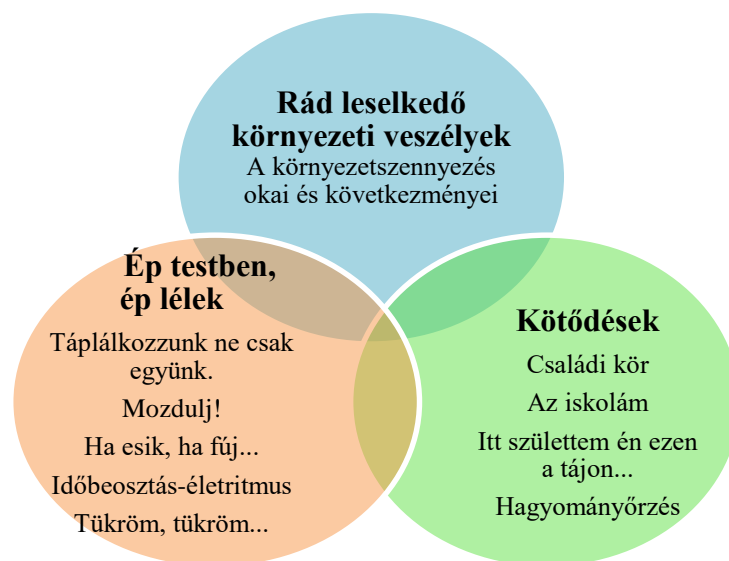 Rád leselkedő
környezeti veszélyek
A környezetszennyezés
okai és következményei
Ép testben,
ép lélek
Táplálkozzunk ne csak
együnk.
Mozdulj!
Ha esik, ha fúj...
Időbeosztás-életritmus
Tükröm, tükröm...
Kötődések
Családi kör
Az iskolám
Itt születtem én ezen
a tájon...
Hagyományőrzés